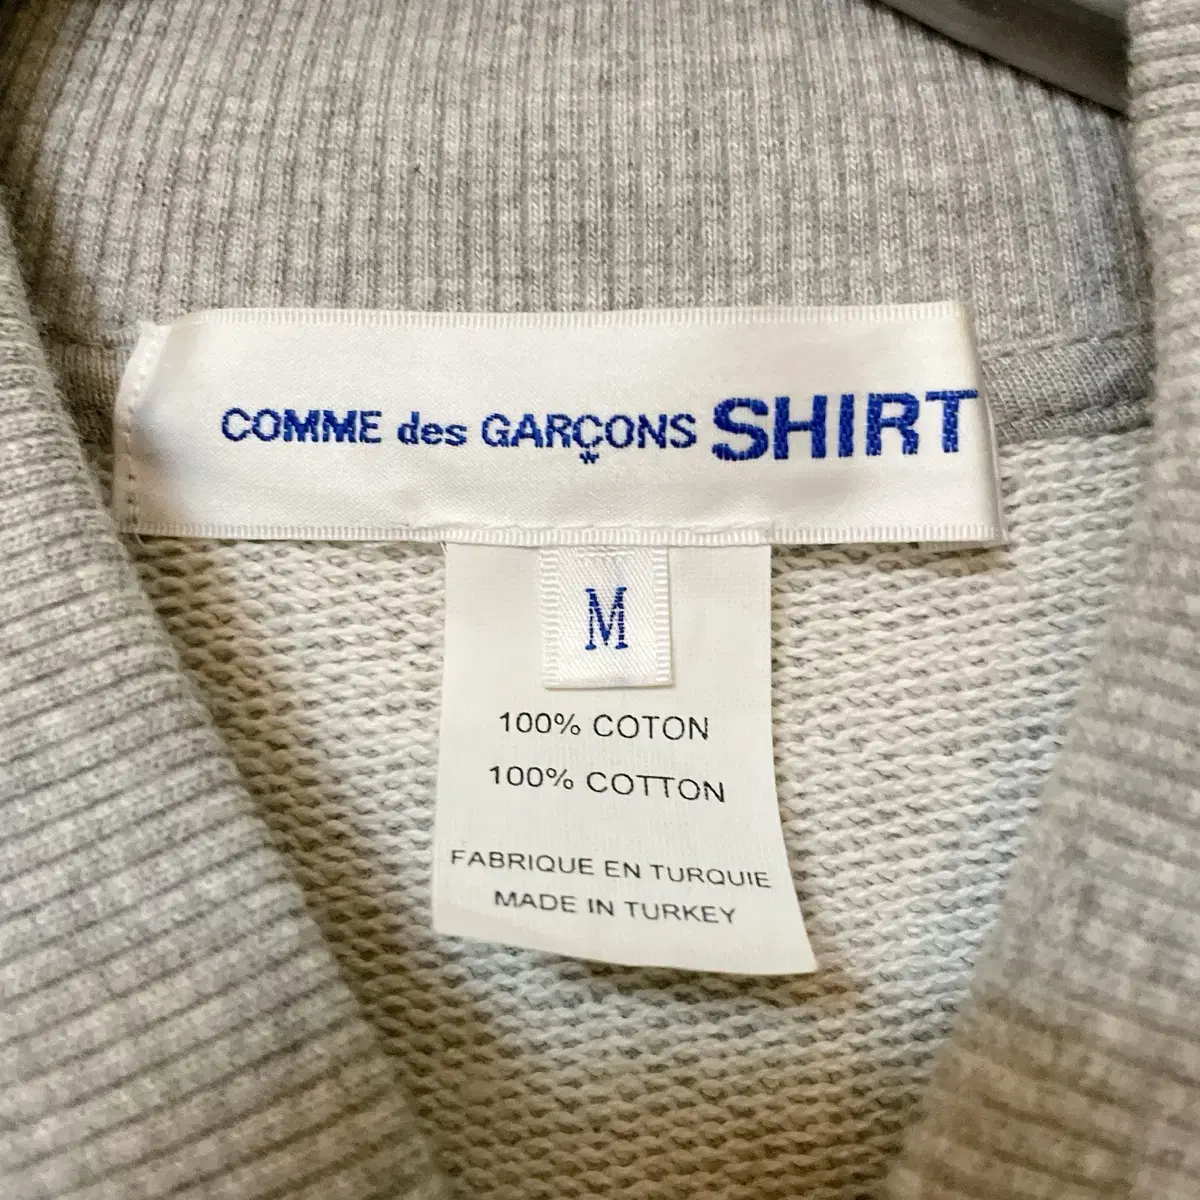 COMME des GARÇONS SHIRT
M
100% COTON
100% COTTON
FABRIQUE EN TURQUIE
MADE IN TURKEY